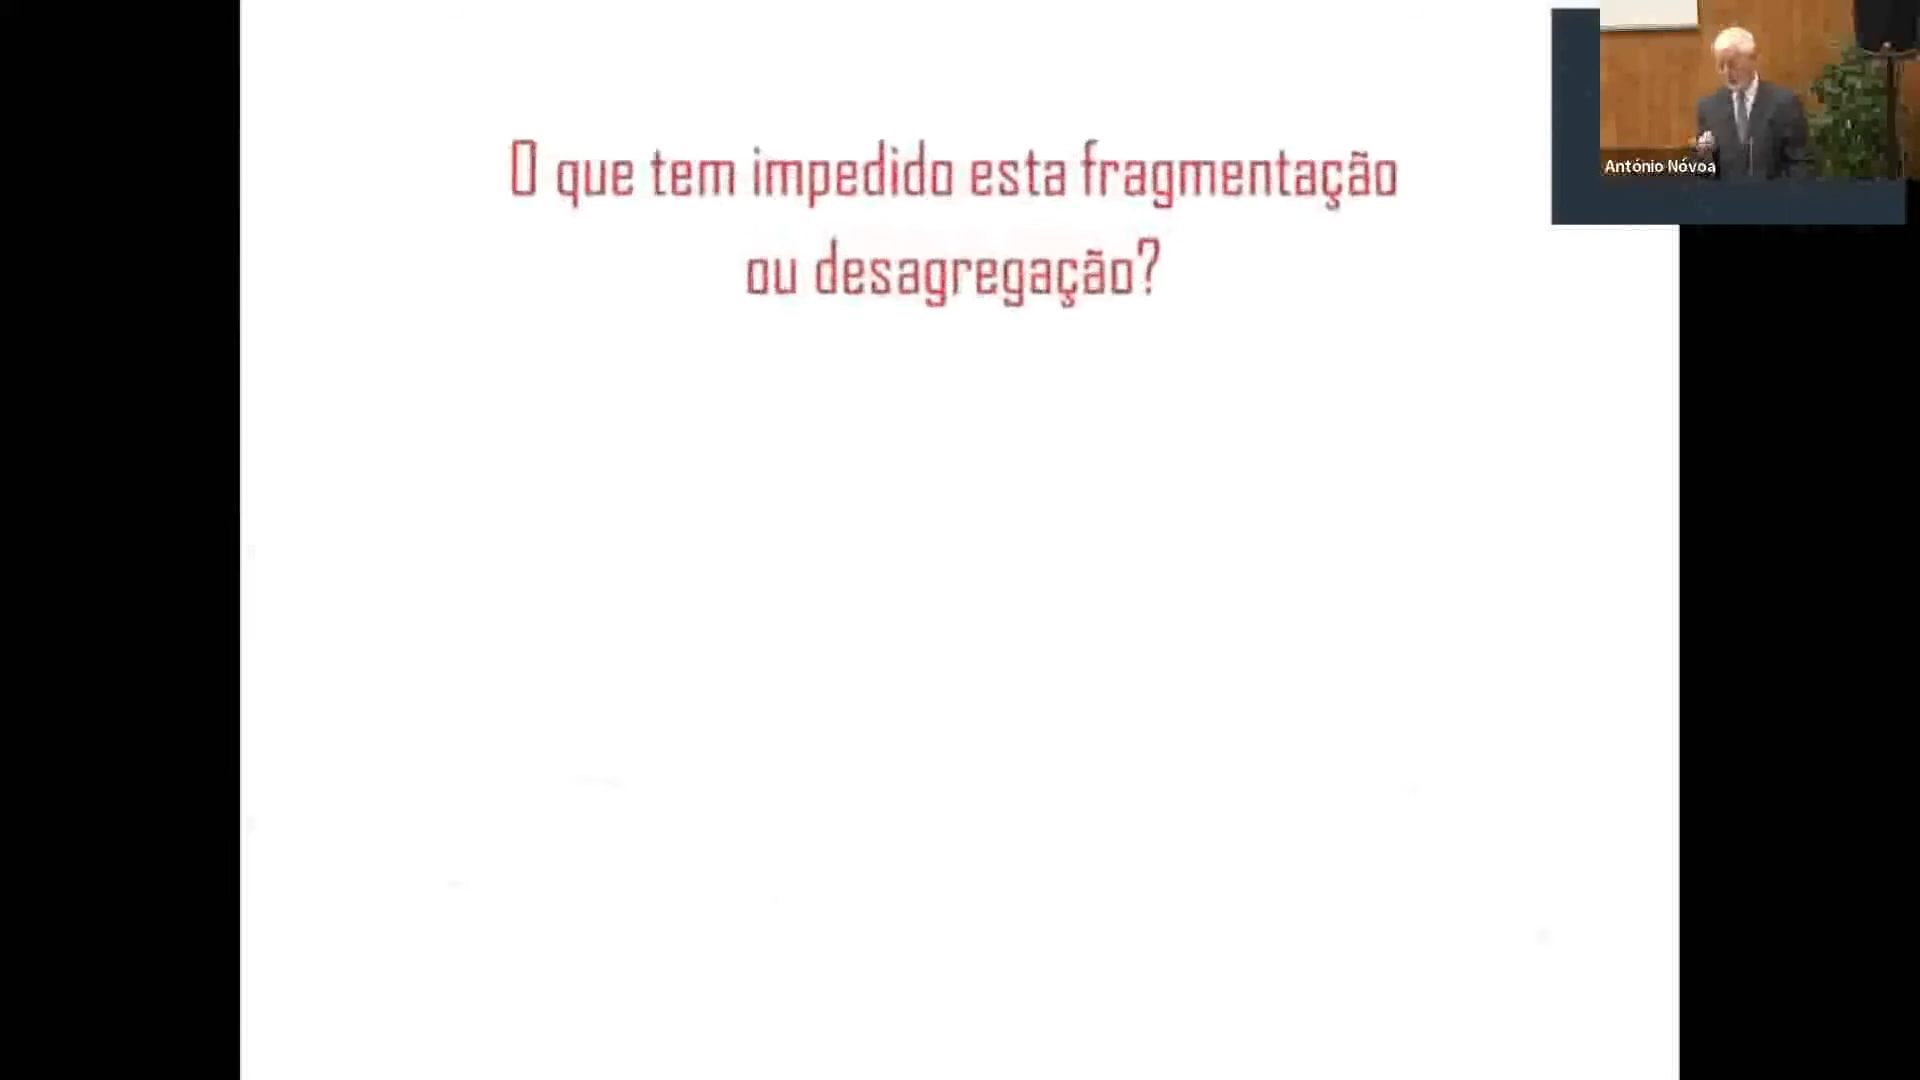 O que tem impedido esta fragmentação
ou desagregação?
António Nóvoa